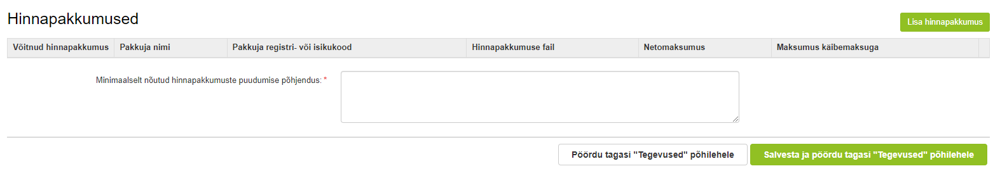 Hinnapakkumused
Lisa hinnapakkumus
Võitnud hinnapakkumus Pakkuja nimi Pakkuja registri- või isikukood Hinnapakkumuse fail Netomaksumus Maksumus käibemaksuga
Minimaalselt nõutud hinnapakkumuste puudumise põhjendus: *
Pöördu tagasi "Tegevused" põhilehele Salvesta ja pöördu tagasi "Tegevused" põhilehele